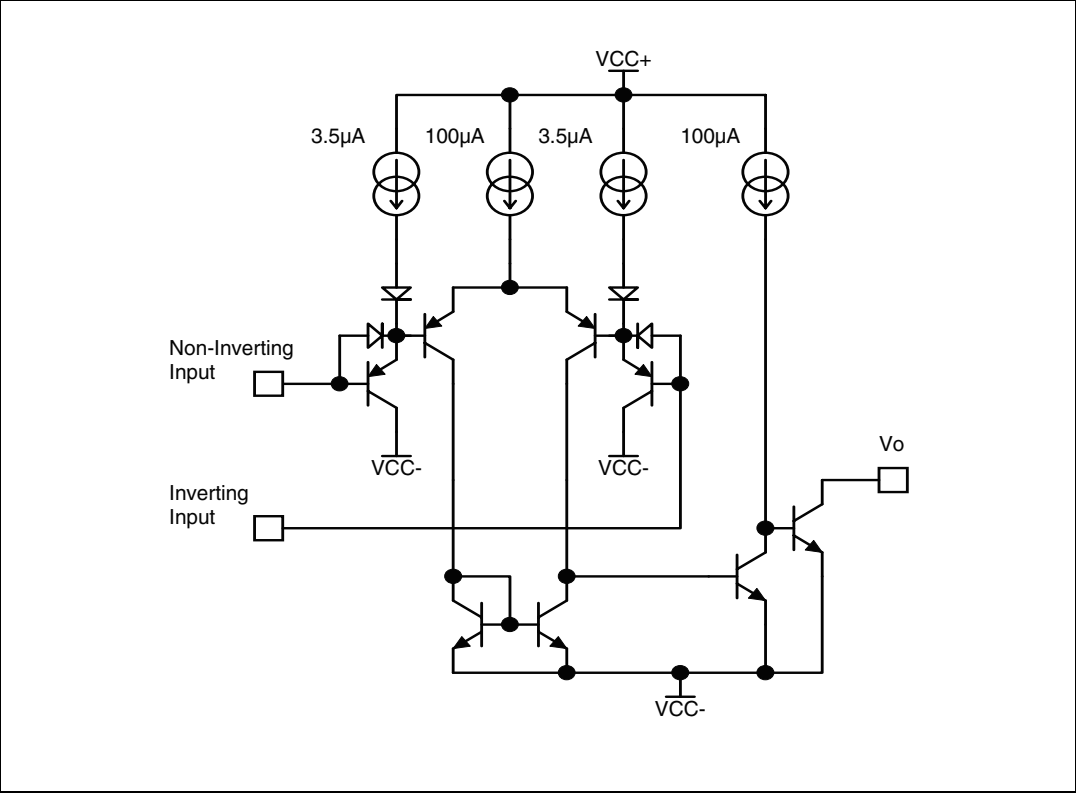 VCC+
3.5µA
100µA
3.5µA
100µA
Non-Inverting
Input
Vo
VCC-
VCC-
Inverting
Input
VCC-